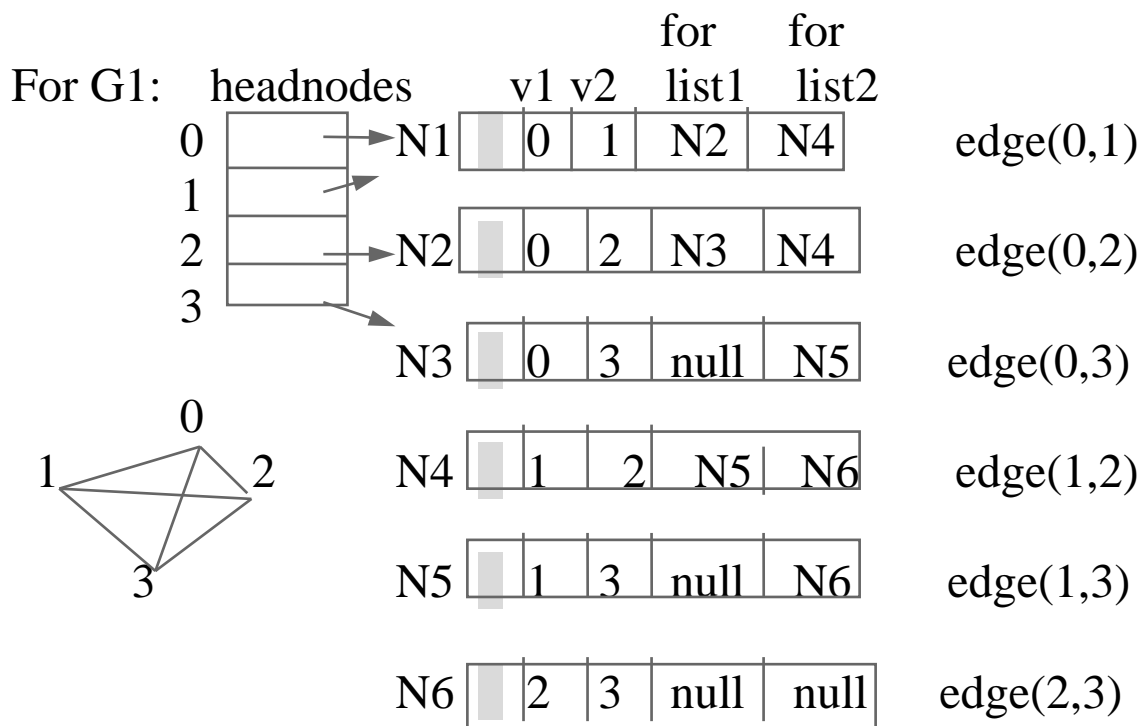 for for
For G1: headnodes v1 v2 list1 list2
0 N1 0 1 N2 N4 edge(0,1)
1
2 N2 0 2 N3 N4 edge(0,2)
3
N3 0 3 null N5 edge(0,3)
0
1 2 N4 1 2 N5 N6 edge(1,2)
3 N5 1 3 null N6 edge(1,3)
N6 2 3 null null edge(2,3)